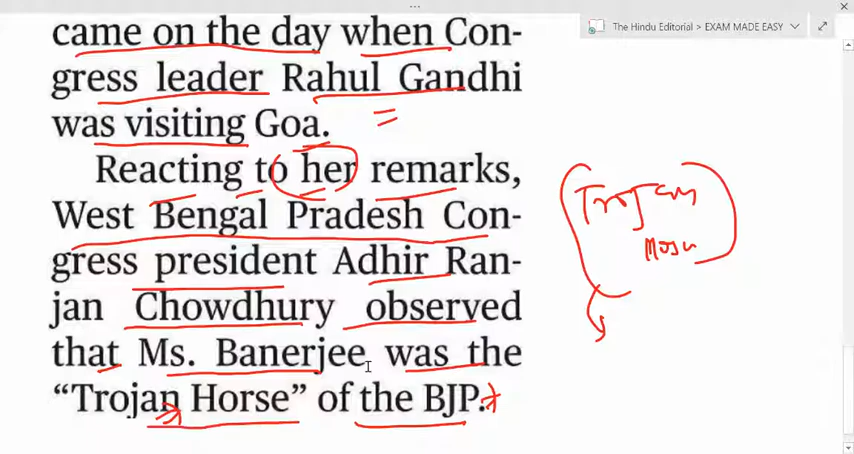 The Hindu Editorial > EXAM MADE EASY
came on the day when Con-
gress leader Rahul Gandhi
was visiting Goa.
Reacting to her remarks,
West Bengal Pradesh Con-
gress president Adhir Ran-
jan Chowdhury observed
that Ms. Banerjee was the
“Trojan Horse” of the BJP.
Trojan